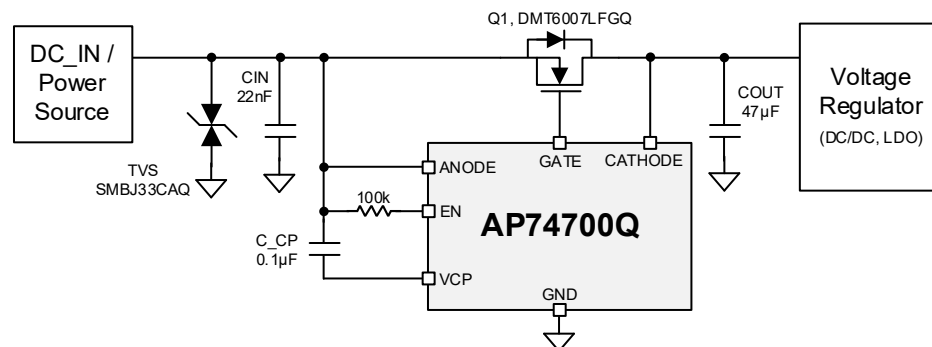 Q1, DMT6007LFGQ
DC_IN /
Power
Source
CIN
22nF
TVS
SMBJ33CAQ
COUT
47µF
Voltage
Regulator
(DC/DC, LDO)
GATE
CATHODE
ANODE
100k
EN
AP74700Q
C_CP
0.1µF
VCP
GND